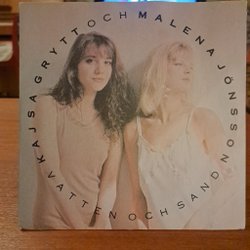 KAJSA GRYTT OCH MALENA JÖNSSON
VATTEN OCH SAND